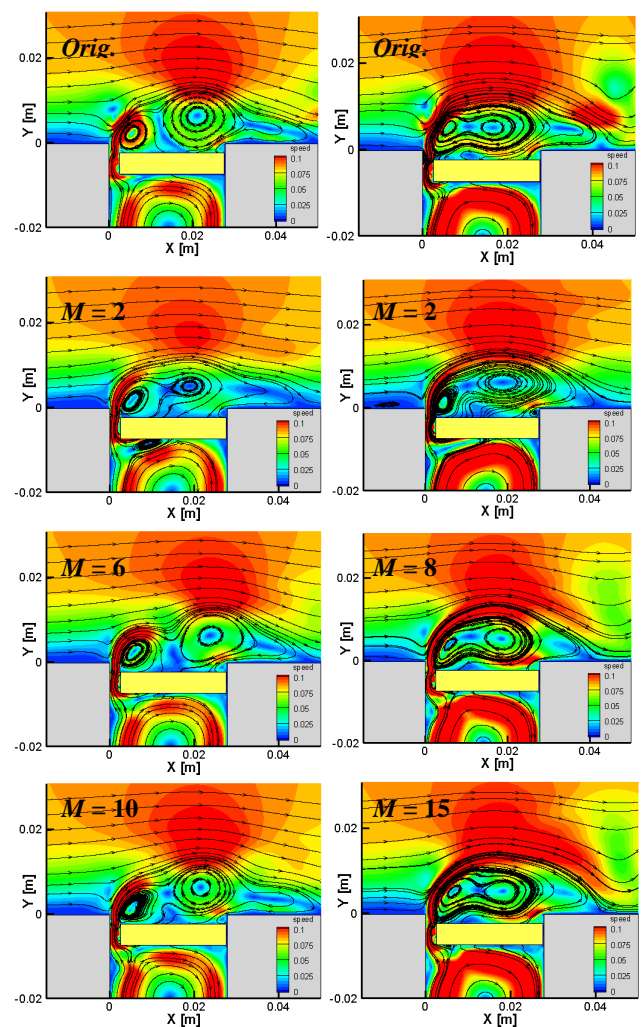 Orig.
Y [m]
0.02
0
-0.02
speed
0.1
0.075
0.05
0.025
0
0 0.02 0.04
X [m]
Orig.
Y [m]
0.02
0
-0.02
speed
0.1
0.075
0.05
0.025
0
0 0.02 0.04
X [m]
M = 2
Y [m]
0.02
0
-0.02
speed
0.1
0.075
0.05
0.025
0
0 0.02 0.04
X [m]
M = 2
Y [m]
0.02
0
-0.02
speed
0.1
0.075
0.05
0.025
0
0 0.02 0.04
X [m]
M = 6
Y [m]
0.02
0
-0.02
speed
0.1
0.075
0.05
0.025
0
0 0.02 0.04
X [m]
M = 8
Y [m]
0.02
0
-0.02
speed
0.1
0.075
0.05
0.025
0
0 0.02 0.04
X [m]
M = 10
Y [m]
0.02
0
-0.02
speed
0.1
0.075
0.05
0.025
0
0 0.02 0.04
X [m]
M = 15
Y [m]
0.02
0
-0.02
speed
0.1
0.075
0.05
0.025
0
0 0.02 0.04
X [m]